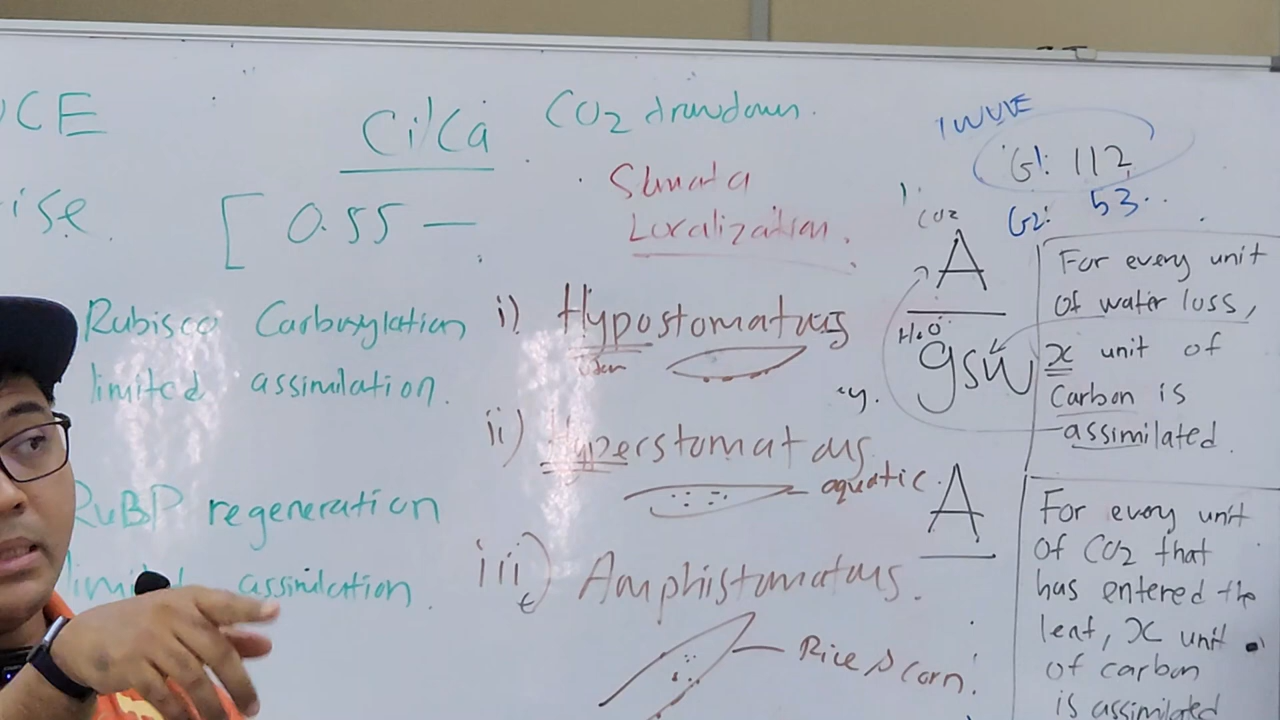 CE
Ci/Ca
CO2 drawdown.
ise.
[ 0.55 —
Stomata
Localization.
iWUE
G1: 112
G2: 53..
Rubisco Carboxylation
limited assimilation.
RuBP regeneration
limited assimilation.
i) Hypostomatous
ii) Hyperstomatous
aquatic.
iii) Amphistomatous.
Rice & corn.
CO2
A
H2O
gsw
y.
For every unit
of water loss,
x unit of
Carbon is
assimilated.
A
For every unit
of CO2 that
has entered the
leaf, x unit
of carbon
is assimilated